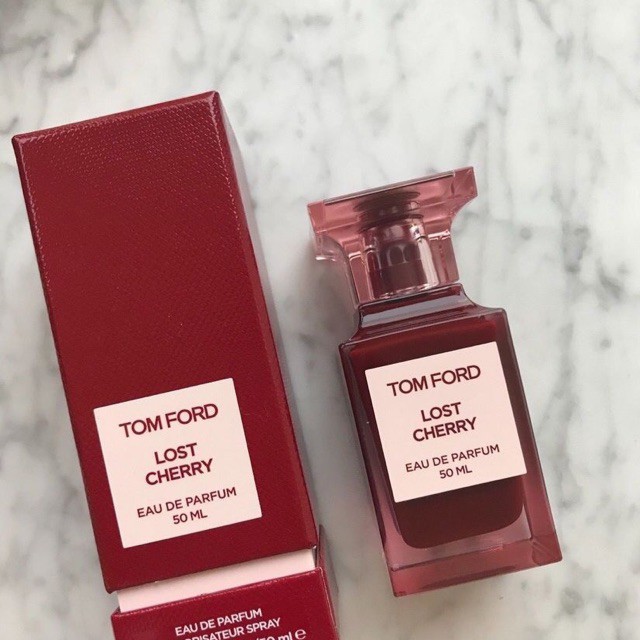 TOM FORD
LOST
CHERRY
EAU DE PARFUM
50 ML
EAU DE PARFUM
SPRAY
TOM FORD
LOST
CHERRY
EAU DE PARFUM
50 ML